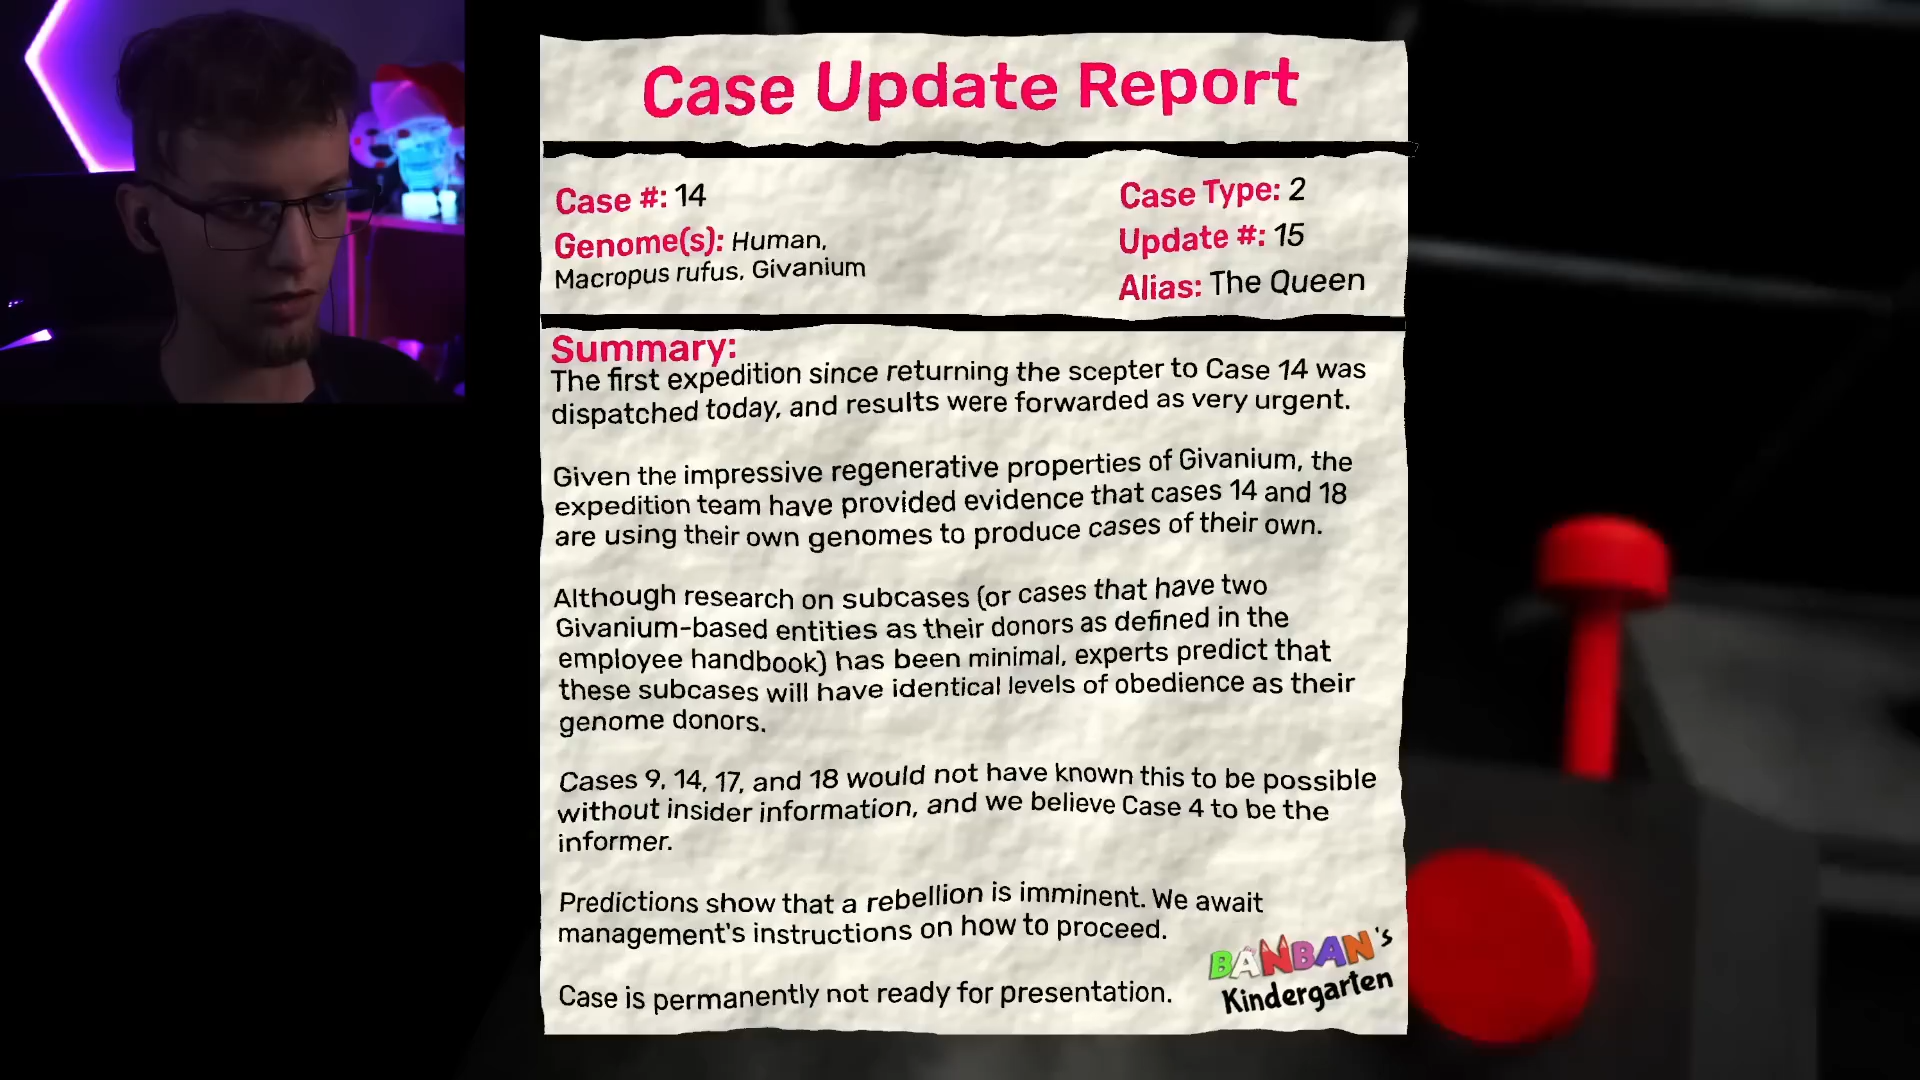 Case Update Report
Case #: 14
Genome(s): Human,
Macropus rufus, Givanium
Case Type: 2
Update #: 15
Alias: The Queen
Summary:
The first expedition since returning the scepter to Case 14 was
dispatched today, and results were forwarded as very urgent.
Given the impressive regenerative properties of Givanium, the
expedition team have provided evidence that cases 14 and 18
are using their own genomes to produce cases of their own.
Although research on subcases (or cases that have two
Givanium-based entities as their donors as defined in the
employee handbook) has been minimal, experts predict that
these subcases will have identical levels of obedience as their
genome donors.
Cases 9, 14, 17, and 18 would not have known this to be possible
without insider information, and we believe Case 4 to be the
informer.
Predictions show that a rebellion is imminent. We await
management's instructions on how to proceed.
Case is permanently not ready for presentation.
BANBAN's
Kindergarten